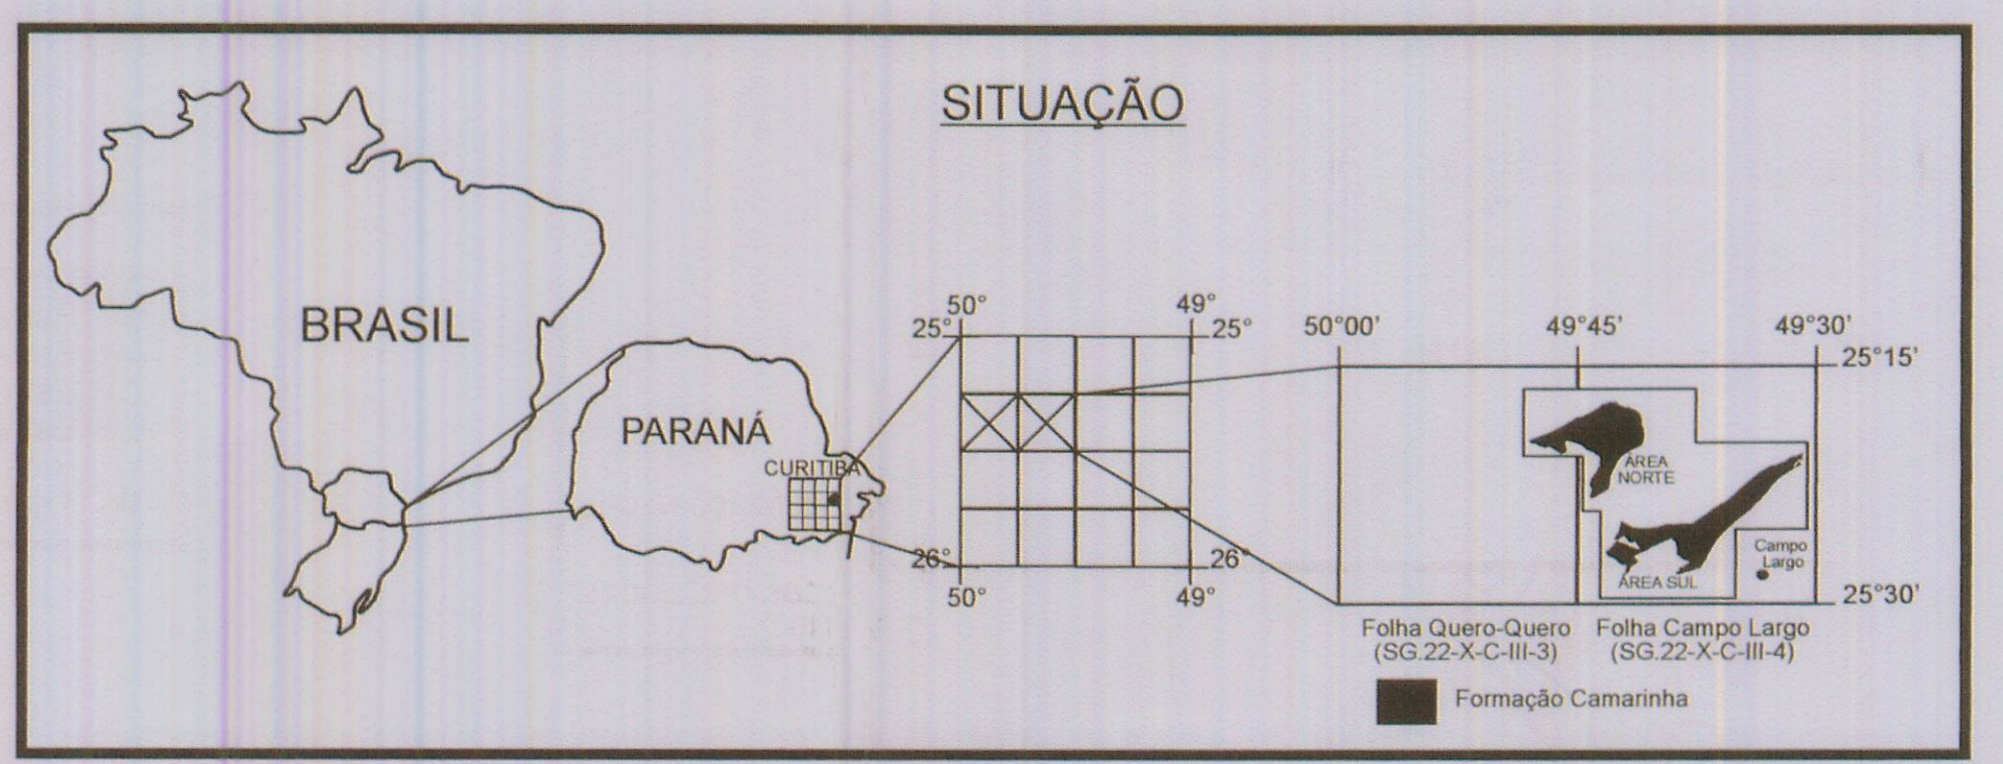 SITUAÇÃO
BRASIL
PARANÁ
CURITIBA
50°
49°
25°
25°
26°
26°
50°
49°
50°00'
49°45'
49°30'
25°15'
25°30'
ÁREA
NORTE
ÁREA SUL
Campo
Largo
Folha Quero-Quero
(SG.22-X-C-III-3)
Folha Campo Largo
(SG.22-X-C-III-4)
Formação Camarinha